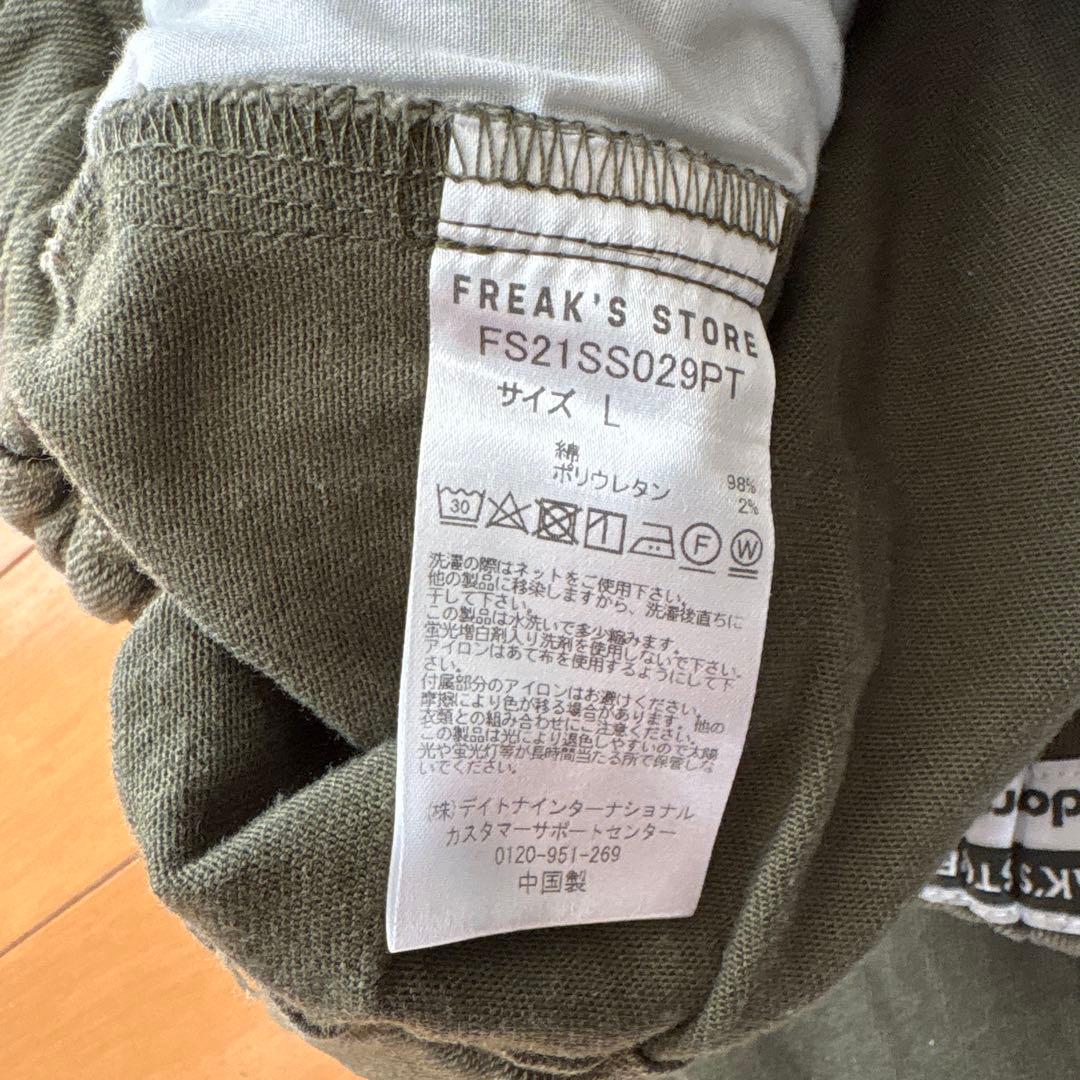 FREAK'S STORE
FS21SS029PT
サイズ L
綿 98%
ポリウレタン 2%
30
F
W
洗濯の際はネットをご使用下さい。
他の製品に移染しますから、洗濯後直ちに
干して下さい。
この製品は水洗いで多少縮みます。
蛍光増白剤入り洗剤を使用しないで下さい。
アイロンはあて布を使用するようにして下
さい。
付属部分のアイロンはお避けください。
摩擦により色が移る場合があります。他の
衣類との組み合わせにご注意ください。
この製品は光により退色しやすいので太陽
光や蛍光灯等が長時間当たる所で保管しな
いでください。
(株)デイトナインターナショナル
カスタマーサポートセンター
0120-951-269
中国製